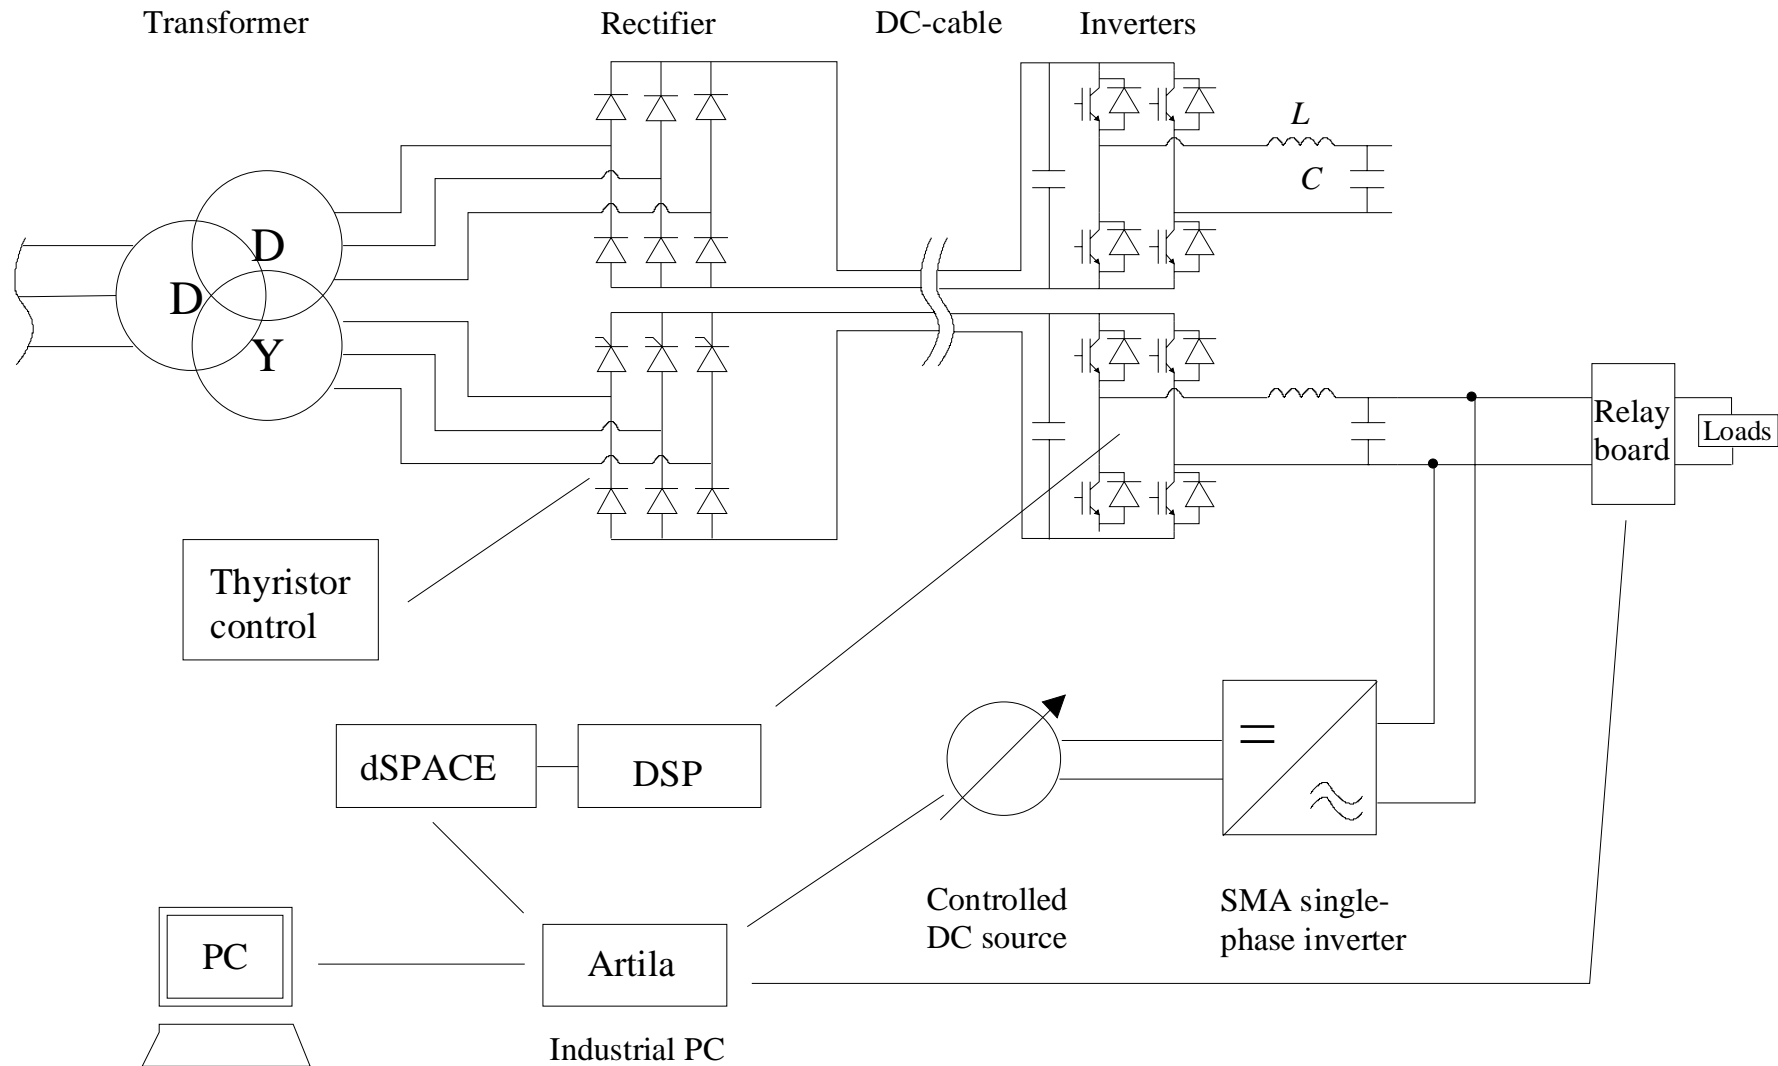 Transformer
Rectifier
DC-cable
Inverters
L
C
D
D
Y
Relay
board
Loads
Thyristor
control
dSPACE
DSP
Controlled
DC source
SMA single-
phase inverter
PC
Artila
Industrial PC